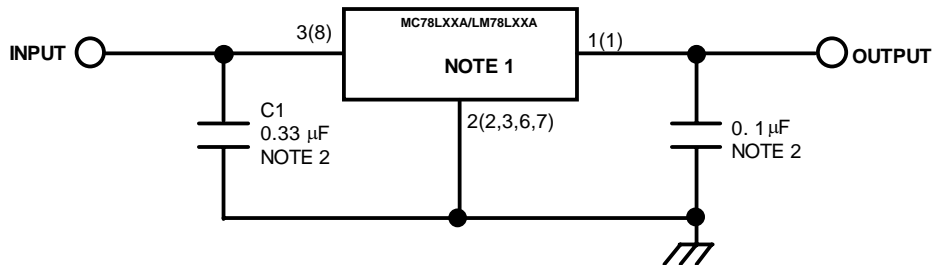 MC78LXXA/LM78LXXA
3(8)
1(1)
INPUT
NOTE 1
OUTPUT
C1
0.33 μF
NOTE 2
2(2,3,6,7)
0. 1μF
NOTE 2